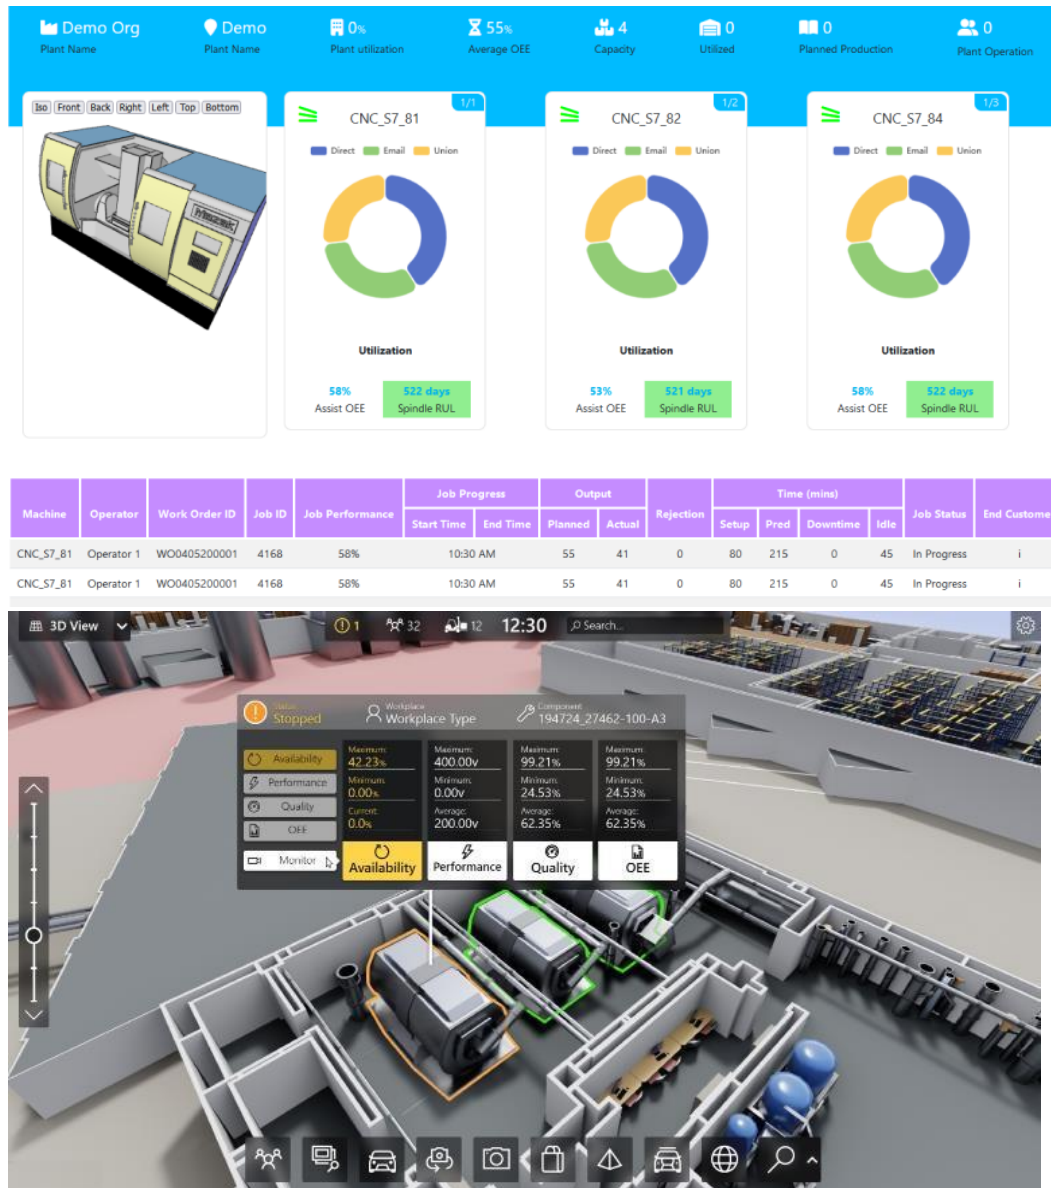 Demo Org
Plant Name
Demo
Plant Name
0%
Plant utilization
55%
Average OEE
4
Capacity
0
Utilized
0
Planned Production
0
Plant Operation
Iso Front Back Right Left Top Bottom
Mazak
1/1
CNC_S7_81
Direct Email Union
Utilization
58%
Assist OEE
522 days
Spindle RUL
1/2
CNC_S7_82
Direct Email Union
Utilization
53%
Assist OEE
521 days
Spindle RUL
1/3
CNC_S7_84
Direct Email Union
Utilization
58%
Assist OEE
522 days
Spindle RUL
Job Progress Output Time (mins)
Machine Operator Work Order ID Job ID Job Performance Rejection Job Status End Custome
Start Time End Time Planned Actual Setup Pred Downtime Idle
CNC_S7_81 Operator 1 WO0405200001 4168 58% 10:30 AM 55 41 0 80 215 0 45 In Progress i
CNC_S7_81 Operator 1 WO0405200001 4168 58% 10:30 AM 55 41 0 80 215 0 45 In Progress i
3D View 1 32 12 12:30 Search...
Status
Stopped
Workplace
Workplace Type
Component
194724_27462-100-A3
Availability
Performance
Quality
OEE
Monitor
Maximum:
42.23%
Minimum:
0.00%
Current:
0.0%
Availability
Maximum:
400.00v
Minimum:
0.00v
Average:
200.00v
Performance
Maximum:
99.21%
Minimum:
24.53%
Average:
62.35%
Quality
Maximum:
99.21%
Minimum:
24.53%
Average:
62.35%
OEE